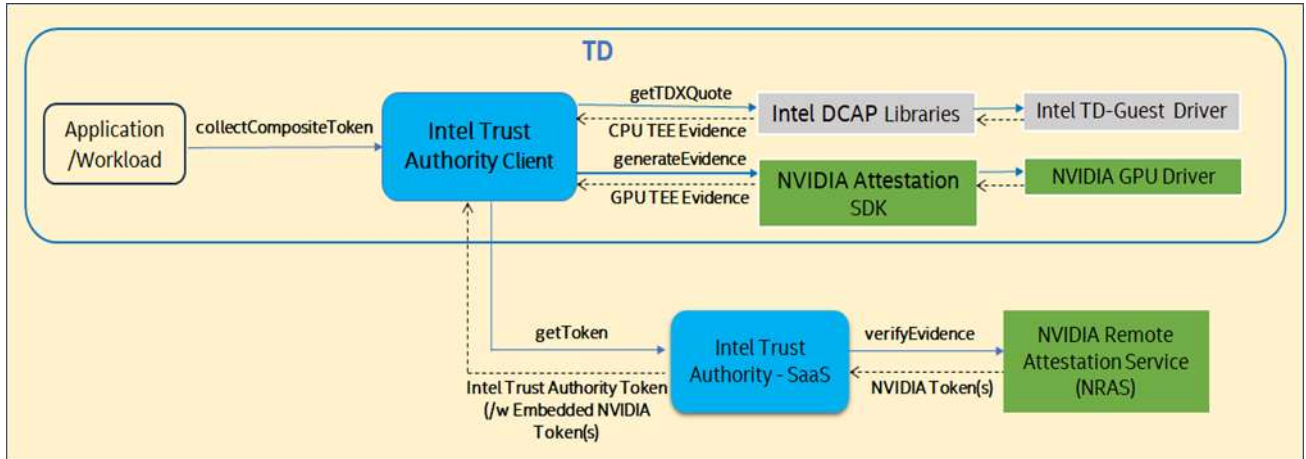 TD
Application
/Workload
collectCompositeToken
Intel Trust
Authority Client
getTDXQuote
CPU TEE Evidence
generateEvidence
GPU TEE Evidence
Intel DCAP Libraries
Intel TD-Guest Driver
NVIDIA Attestation
SDK
NVIDIA GPU Driver
getToken
Intel Trust Authority Token
(/w Embedded NVIDIA
Token(s)
Intel Trust
Authority - SaaS
verifyEvidence
NVIDIA Token(s)
NVIDIA Remote
Attestation Service
(NRAS)